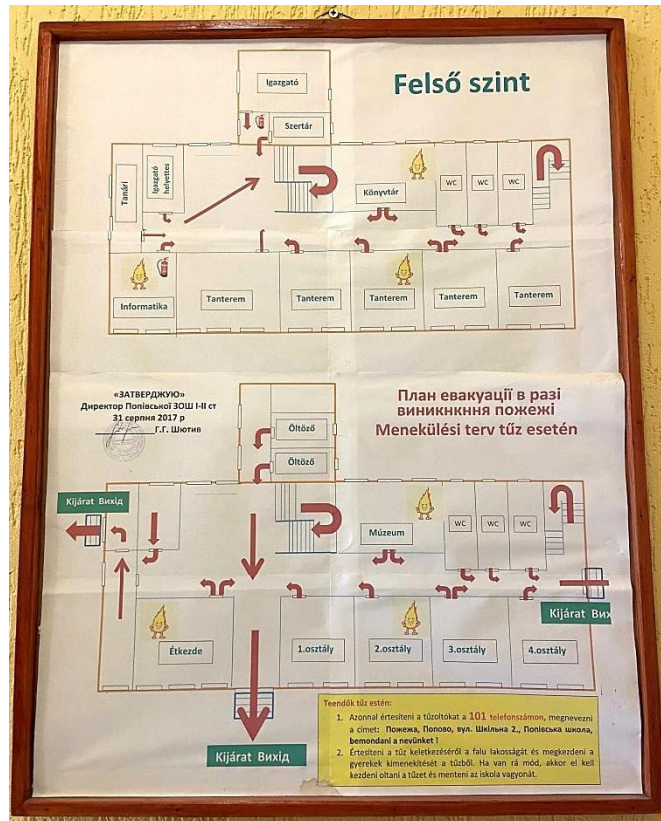 Felső szint
Igazgató
Szertár
Tanári
Igazgató
helyettes
Könyvtár
WC
WC
WC
Informatika
Tanterem
Tanterem
Tanterem
Tanterem
Tanterem
«ЗАТВЕРДЖУЮ»
Директор Попівської ЗОШ І-ІІ ст
31 серпня 2017 р
Г.Г. Шютив
План евакуації в разі
виникнкння пожежі
Menekülési terv tűz esetén
Öltöző
Öltöző
Kijárat Вихід
Múzeum
WC
WC
WC
Kijárat Вих
Étkezde
1.osztály
2.osztály
3.osztály
4.osztály
Kijárat Вихід
Teendők tűz estén:
1. Azonnal értesíteni a tűzoltókat a 101 telefonszámon, megnevezni
a címet: Пожежа, Попово, вул. Шкільна 2., Попівська школа,
bemondani a nevünket !
2. Értesíteni a tűz keletkezéséről a falu lakosságát és megkezdeni a
gyerekek kimenekítését a tűzből. Ha van rá mód, akkor el kell
kezdeni oltani a tüzet és menteni az iskola vagyonát.